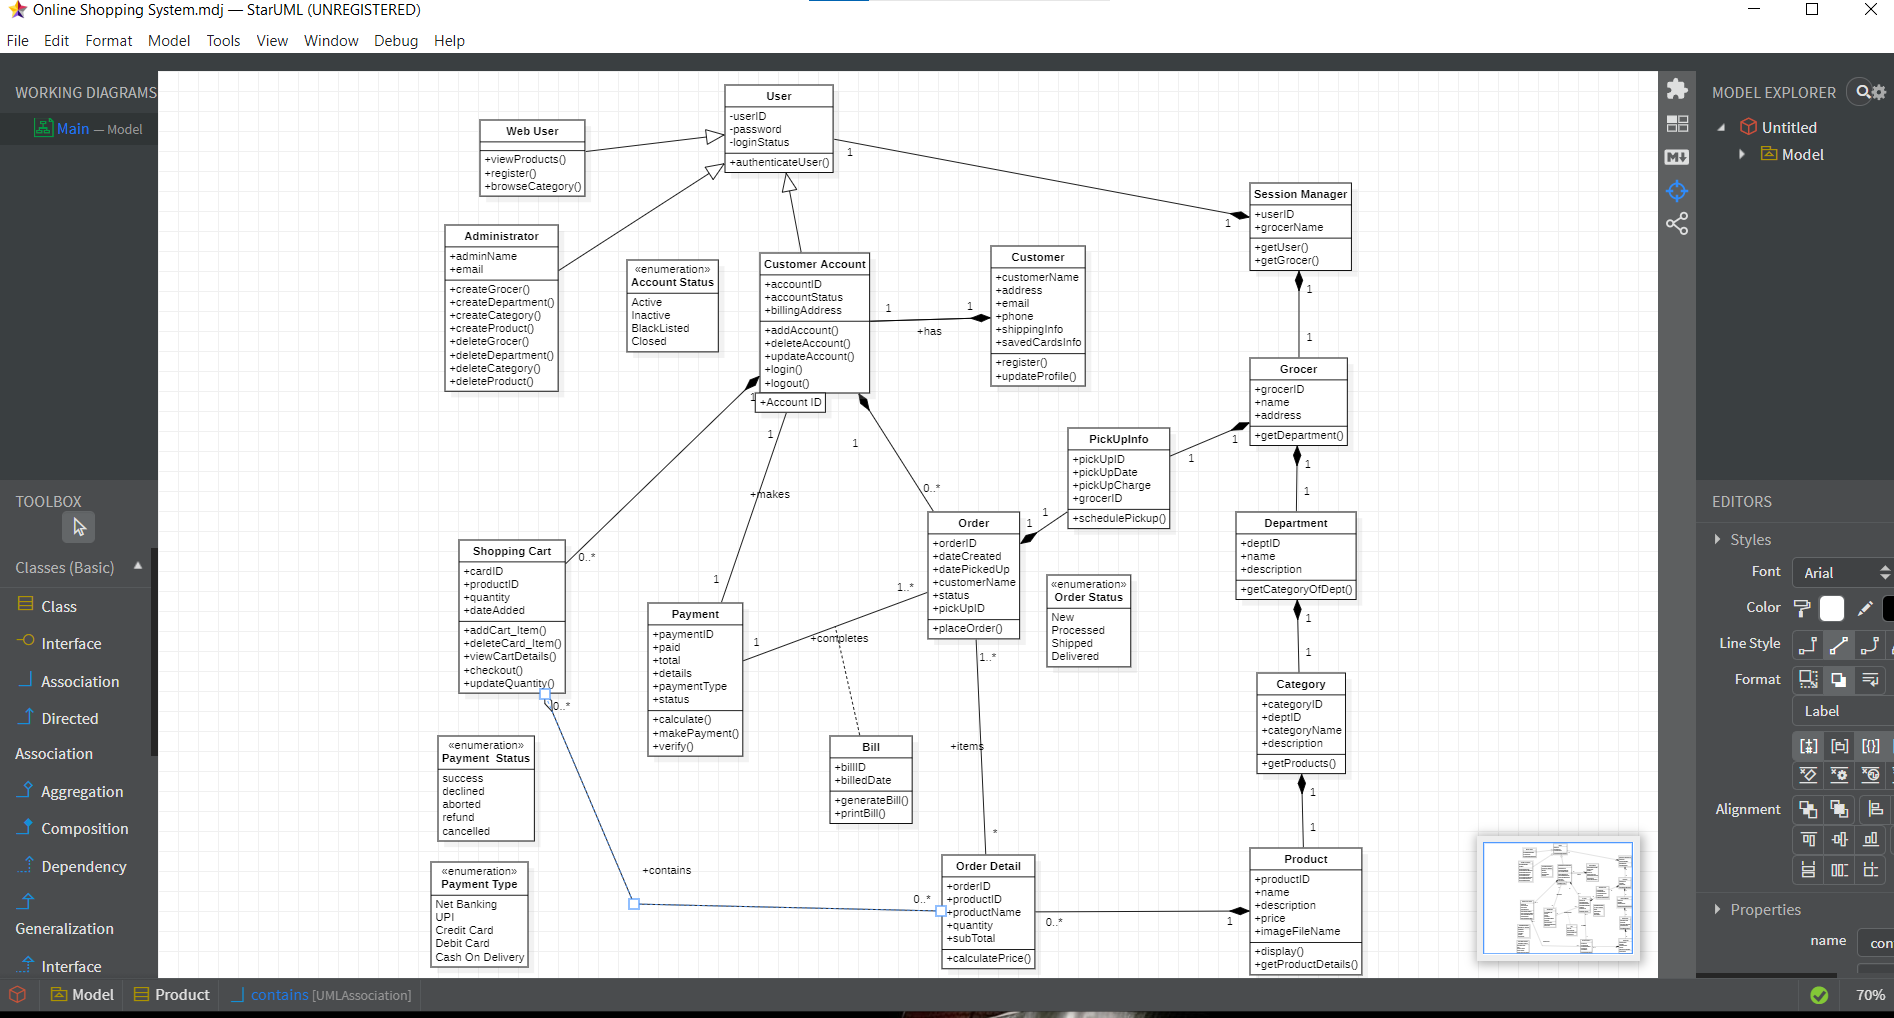 Online Shopping System.mdj — StarUML (UNREGISTERED)
File Edit Format Model Tools View Window Debug Help
WORKING DIAGRAMS
Main — Model
TOOLBOX
Classes (Basic)
Class
Interface
Association
Directed
Association
Aggregation
Composition
Dependency
Generalization
Interface
User
-userID
-password
-loginStatus
+authenticateUser()
1
Web User
+viewProducts()
+register()
+browseCategory()
Administrator
+adminName
+email
+createGrocer()
+createDepartment()
+createCategory()
+createProduct()
+deleteGrocer()
+deleteDepartment()
+deleteCategory()
+deleteProduct()
«enumeration»
Account Status
Active
Inactive
BlackListed
Closed
Customer Account
+accountID
+accountStatus
+billingAddress
+addAccount()
+deleteAccount()
+updateAccount()
+login()
+logout()
+Account ID
1
1
1
1
1
+has
Customer
+customerName
+address
+email
+phone
+shippingInfo
+savedCardsInfo
+register()
+updateProfile()
1
Session Manager
+userID
+grocerName
+getUser()
+getGrocer()
1
1
Grocer
+grocerID
+name
+address
+getDepartment()
1
1
PickUpInfo
+pickUpID
+pickUpDate
+pickUpCharge
+grocerID
+schedulePickup()
1
1
1
1
Department
+deptID
+name
+description
+getCategoryOfDept()
1
1
Category
+categoryID
+deptID
+categoryName
+description
+getProducts()
1
1
Product
+productID
+name
+description
+price
+imageFileName
+display()
+getProductDetails()
+makes
0..*
Order
+orderID
+dateCreated
+datePickedUp
+customerName
+status
+pickUpID
+placeOrder()
1..*
1..*
«enumeration»
Order Status
New
Processed
Shipped
Delivered
Shopping Cart
+cardID
+productID
+quantity
+dateAdded
+addCart_Item()
+deleteCard_Item()
+viewCartDetails()
+checkout()
+updateQuantity()
0..*
0..*
1
Payment
+paymentID
+paid
+total
+details
+paymentType
+status
+calculate()
+makePayment()
+verify()
1
+completes
Bill
+billID
+billedDate
+generateBill()
+printBill()
+items
*
«enumeration»
Payment Status
success
declined
aborted
refund
cancelled
«enumeration»
Payment Type
Net Banking
UPI
Credit Card
Debit Card
Cash On Delivery
+contains
0..*
Order Detail
+orderID
+productID
+productName
+quantity
+subTotal
+calculatePrice()
0..*
1
MODEL EXPLORER
Untitled
Model
EDITORS
Styles
Font Arial
Color
Line Style
Format
Label
Alignment
Properties
name con
Model Product contains [UMLAssociation]
70%